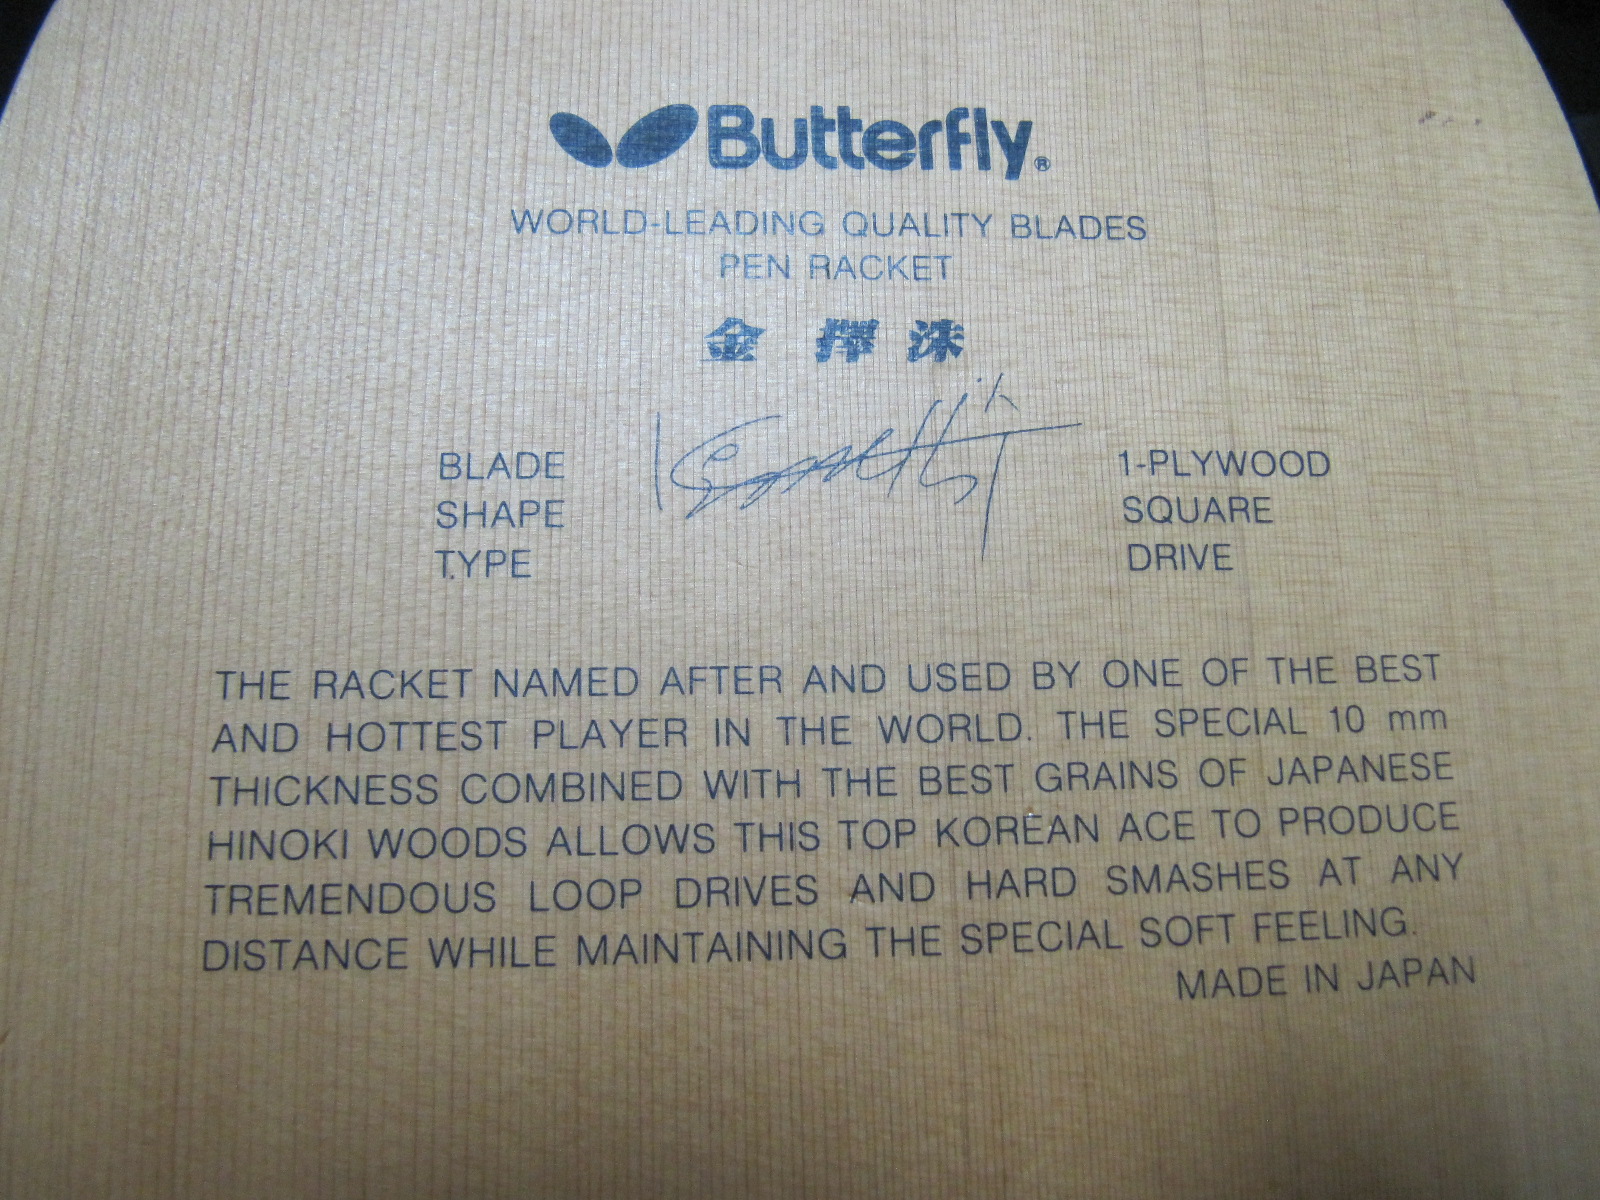 Butterfly®
WORLD-LEADING QUALITY BLADES
PEN RACKET
金擇洙
BLADE 1-PLYWOOD
SHAPE SQUARE
TYPE DRIVE
THE RACKET NAMED AFTER AND USED BY ONE OF THE BEST
AND HOTTEST PLAYER IN THE WORLD. THE SPECIAL 10 mm
THICKNESS COMBINED WITH THE BEST GRAINS OF JAPANESE
HINOKI WOODS ALLOWS THIS TOP KOREAN ACE TO PRODUCE
TREMENDOUS LOOP DRIVES AND HARD SMASHES AT ANY
DISTANCE WHILE MAINTAINING THE SPECIAL SOFT FEELING.
MADE IN JAPAN